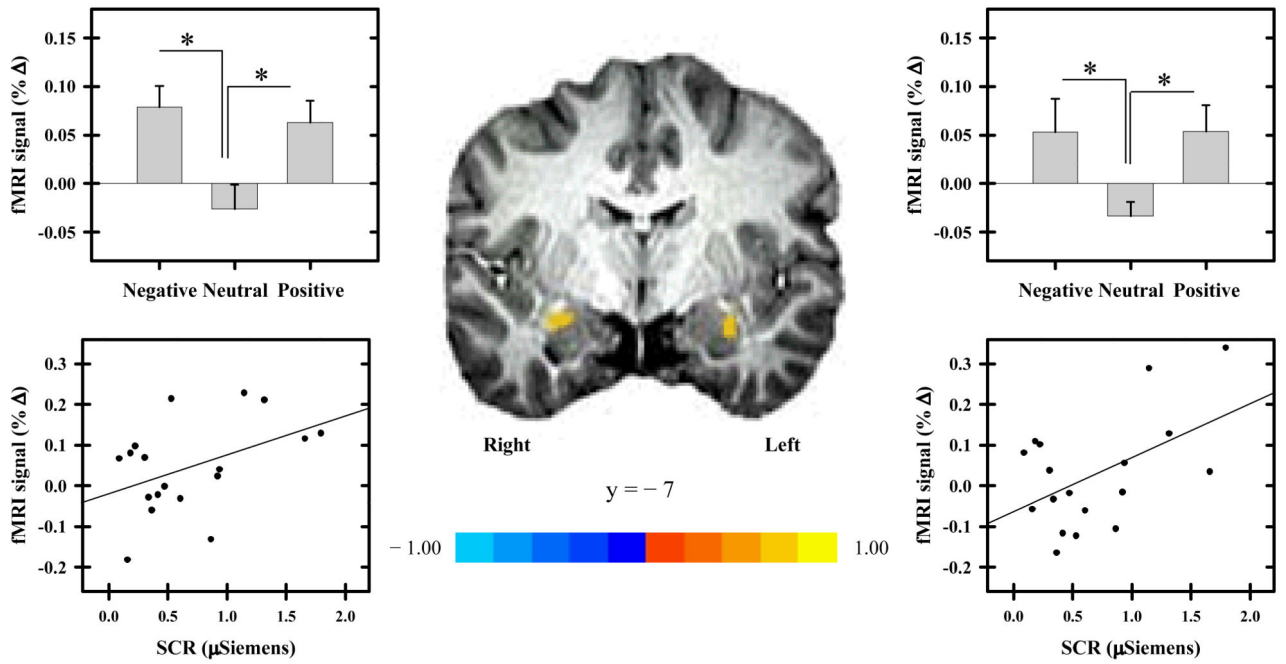 fMRI signal (% Δ)
0.15
0.10
0.05
0.00
-0.05
*
*
Negative Neutral Positive
fMRI signal (% Δ)
0.3
0.2
0.1
0.0
-0.1
-0.2
0.0 0.5 1.0 1.5 2.0
SCR (μSiemens)
Right Left
y = − 7
− 1.00 1.00
fMRI signal (% Δ)
0.15
0.10
0.05
0.00
-0.05
*
*
Negative Neutral Positive
fMRI signal (% Δ)
0.3
0.2
0.1
0.0
-0.1
-0.2
0.0 0.5 1.0 1.5 2.0
SCR (μSiemens)